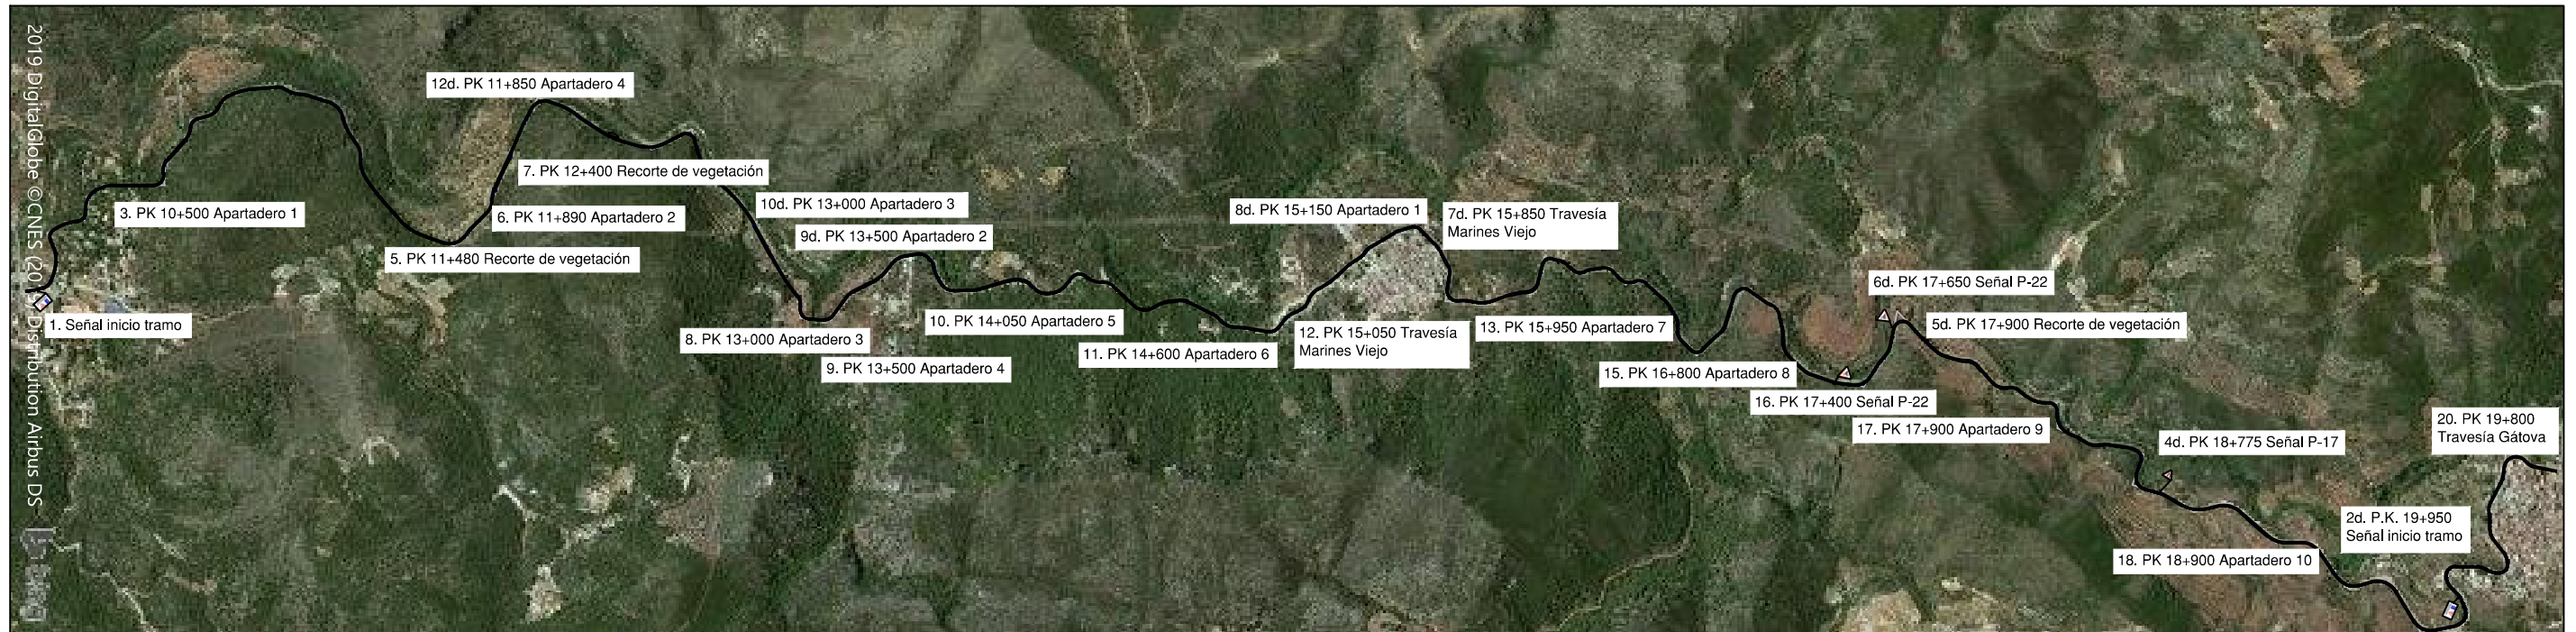 12d. PK 11+850 Apartadero 4
7. PK 12+400 Recorte de vegetación
10d. PK 13+000 Apartadero 3
3. PK 10+500 Apartadero 1
6. PK 11+890 Apartadero 2
9d. PK 13+500 Apartadero 2
8d. PK 15+150 Apartadero 1
7d. PK 15+850 Travesía
Marines Viejo
5. PK 11+480 Recorte de vegetación
6d. PK 17+650 Señal P-22
1. Señal inicio tramo
10. PK 14+050 Apartadero 5
12. PK 15+050 Travesía
Marines Viejo
13. PK 15+950 Apartadero 7
5d. PK 17+900 Recorte de vegetación
8. PK 13+000 Apartadero 3
11. PK 14+600 Apartadero 6
9. PK 13+500 Apartadero 4
15. PK 16+800 Apartadero 8
16. PK 17+400 Señal P-22
17. PK 17+900 Apartadero 9
20. PK 19+800
Travesía Gátova
4d. PK 18+775 Señal P-17
2d. P.K. 19+950
Señal inicio tramo
18. PK 18+900 Apartadero 10
2019 DigitalGlobe ©CNES Distribution Airbus DS